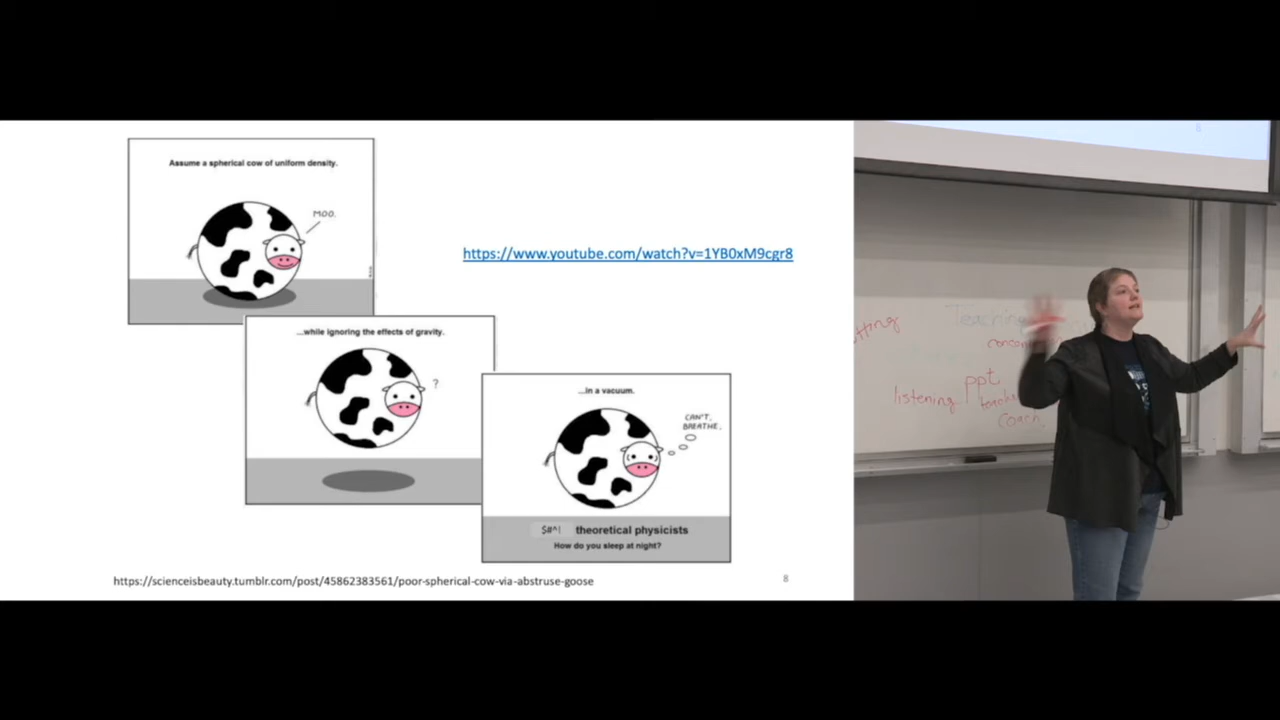 Assume a spherical cow of uniform density.
MOO.
https://www.youtube.com/watch?v=1YB0xM9cgr8
...while ignoring the effects of gravity.
?
...in a vacuum.
CAN'T,
BREATHE.
$#^! theoretical physicists
How do you sleep at night?
https://scienceisbeauty.tumblr.com/post/45862383561/poor-spherical-cow-via-abstruse-goose
8
Teaching
listening
ppt
Coach